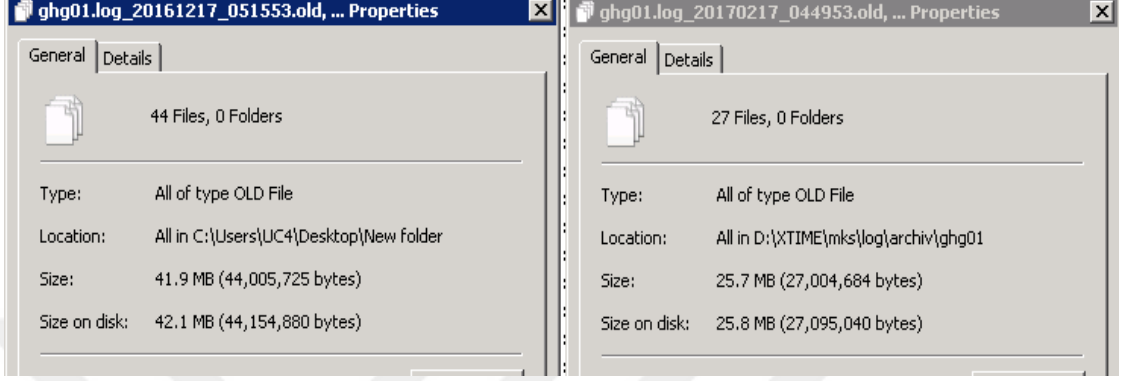 ghg01.log_20161217_051553.old, ... Properties
General
Details
44 Files, 0 Folders
Type: All of type OLD File
Location: All in C:\Users\UC4\Desktop\New folder
Size: 41.9 MB (44,005,725 bytes)
Size on disk: 42.1 MB (44,154,880 bytes)
ghg01.log_20170217_044953.old, ... Properties
General
Details
27 Files, 0 Folders
Type: All of type OLD File
Location: All in D:\XTIME\mks\log\archiv\ghg01
Size: 25.7 MB (27,004,684 bytes)
Size on disk: 25.8 MB (27,095,040 bytes)